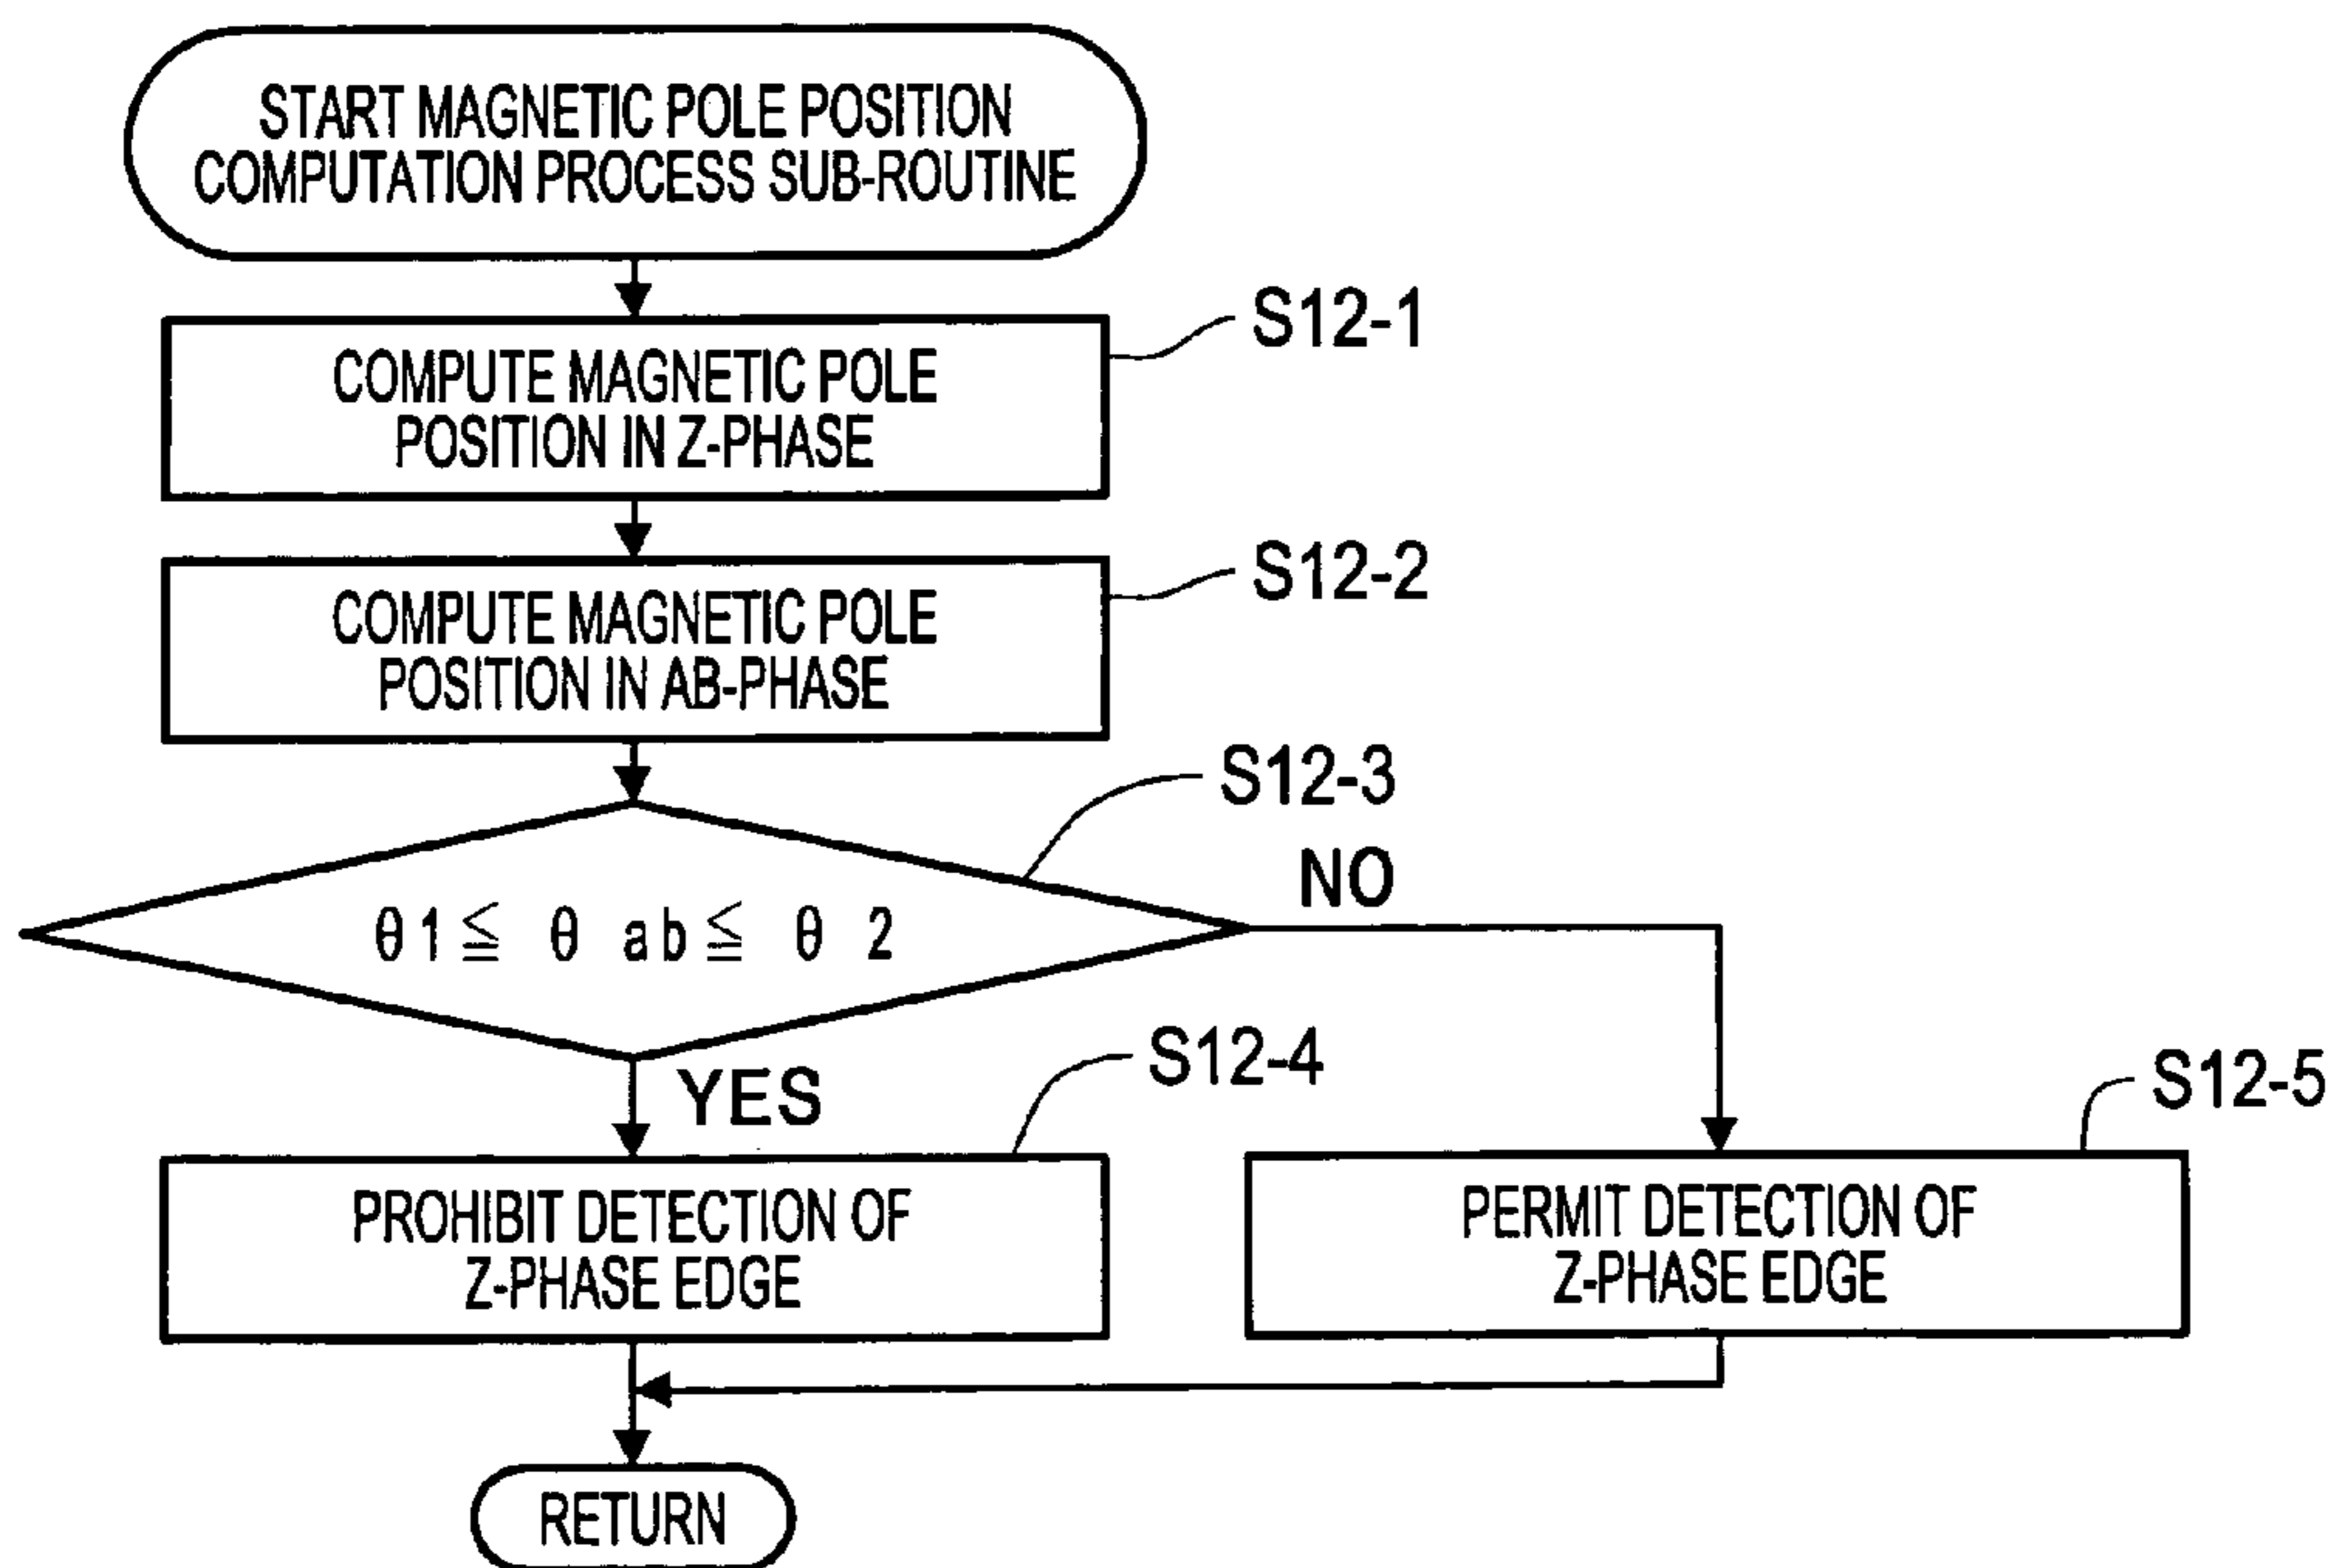 START MAGNETIC POLE POSITION
COMPUTATION PROCESS SUB-ROUTINE
S12-1
COMPUTE MAGNETIC POLE
POSITION IN Z-PHASE
S12-2
COMPUTE MAGNETIC POLE
POSITION IN AB-PHASE
S12-3
θ1≦ θ ab≦ θ 2
NO
YES
S12-4
PROHIBIT DETECTION OF
Z-PHASE EDGE
S12-5
PERMIT DETECTION OF
Z-PHASE EDGE
RETURN